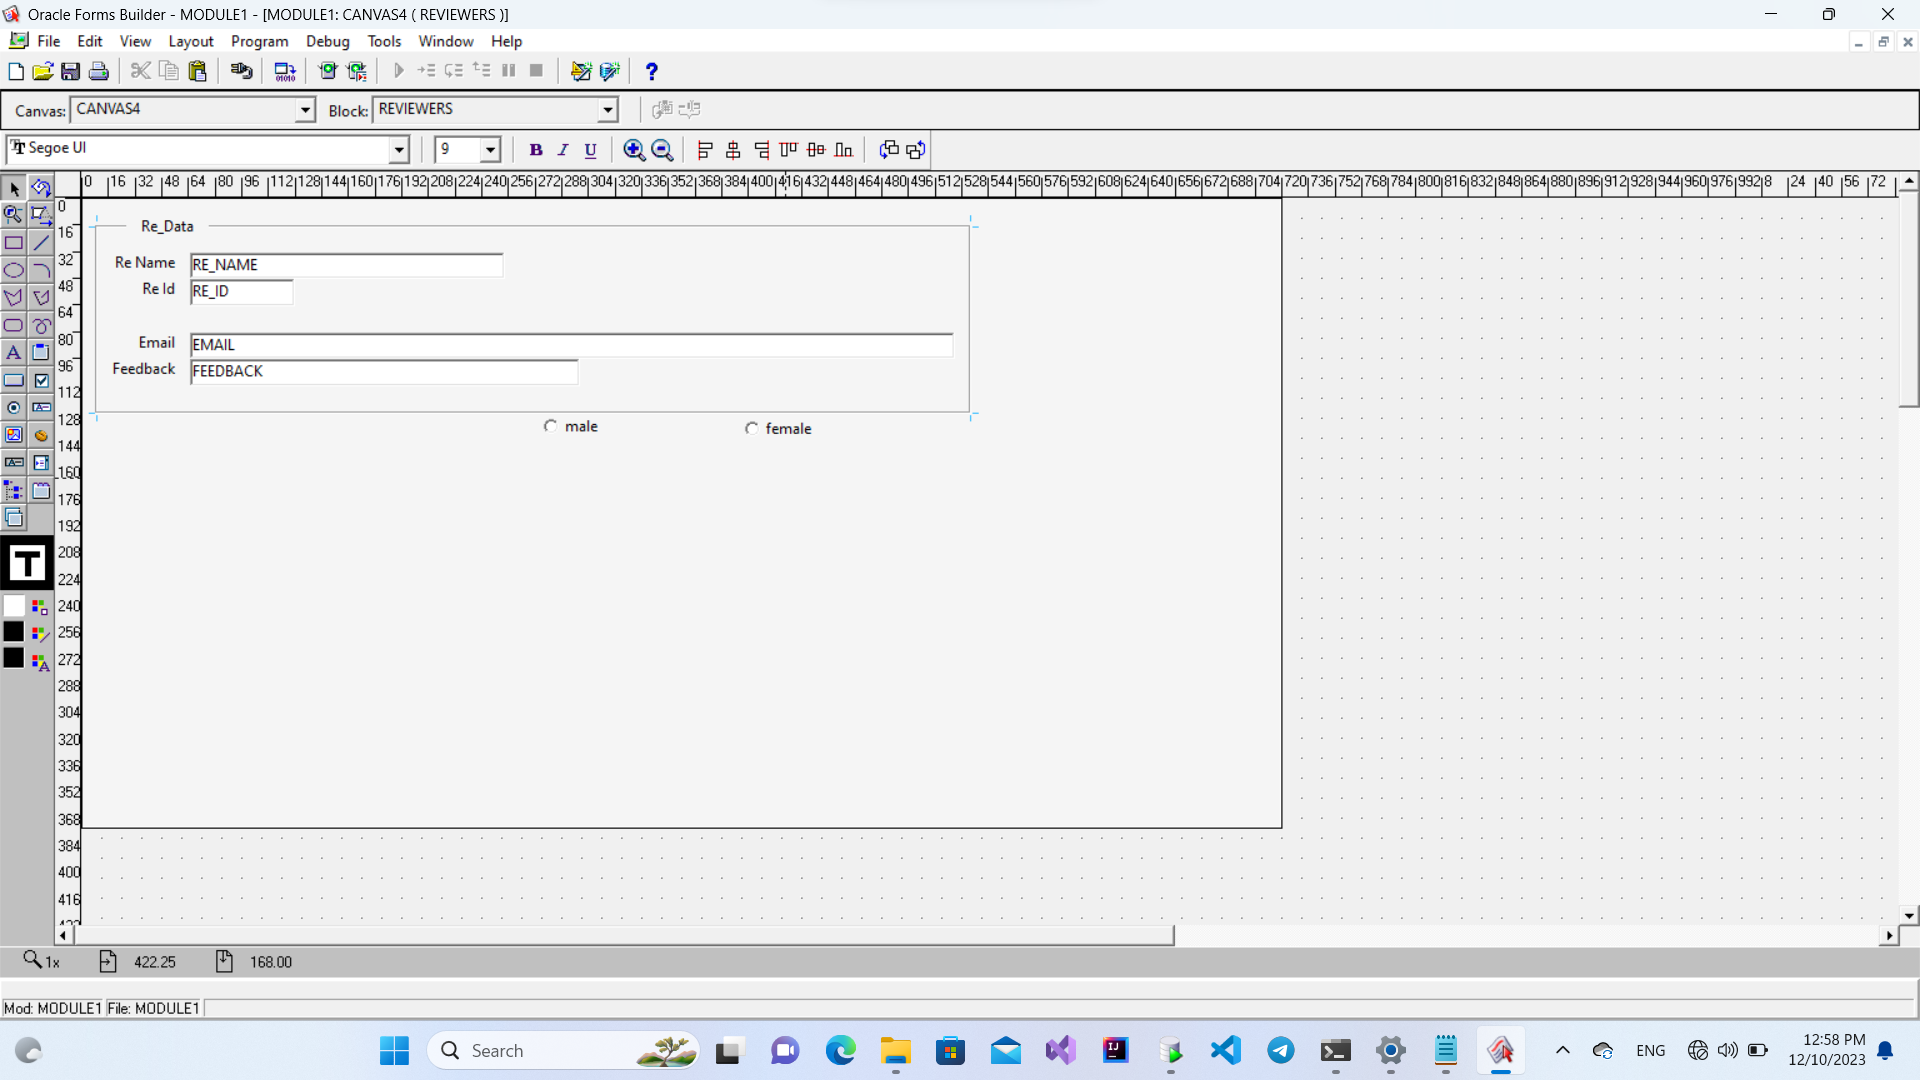 Oracle Forms Builder - MODULE1 - [MODULE1: CANVAS4 ( REVIEWERS )]
File Edit View Layout Program Debug Tools Window Help
Canvas: CANVAS4 Block: REVIEWERS
Segoe UI 9 B I U
0 16 32 48 64 80 96 112 128 144 160 176 192 208 224 240 256 272 288 304 320 336 352 368 384 400 416 432 448 464 480 496 512 528 544 560 576 592 608 624 640 656 672 688 704 720 736 752 768 784 800 816 832 848 864 880 896 912 928 944 960 976 992 8 24 40 56 72
0
16
32
48
64
80
96
112
128
144
160
176
192
208
224
240
256
272
288
304
320
336
352
368
384
400
416
Re_Data
Re Name RE_NAME
Re Id RE_ID
Email EMAIL
Feedback FEEDBACK
male female
1x 422.25 168.00
Mod: MODULE1 File: MODULE1
Search
ENG
12:58 PM
12/10/2023